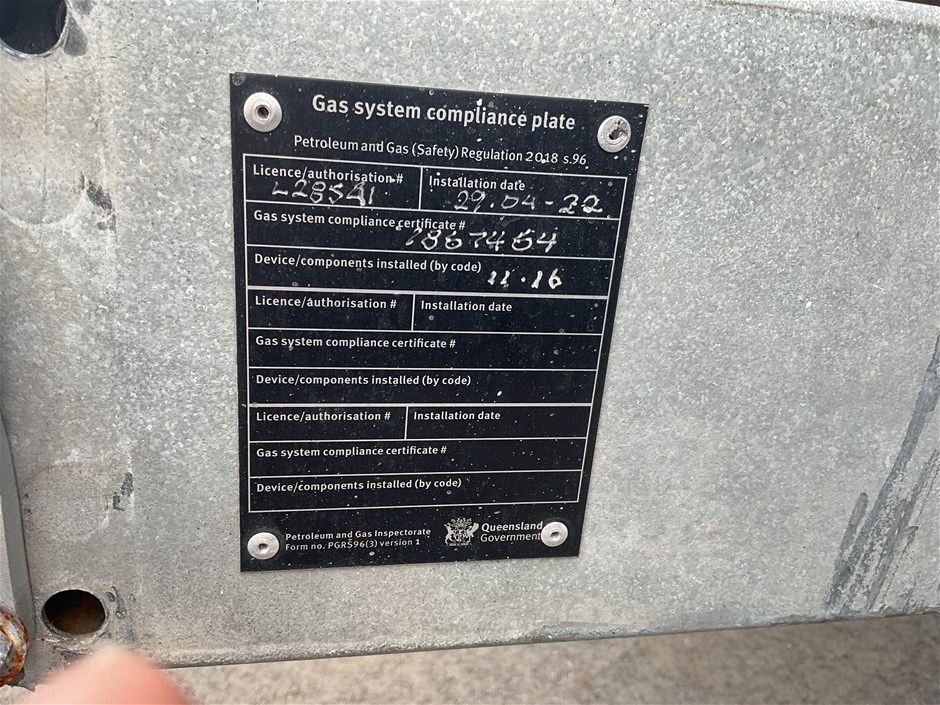 Gas system compliance plate
Petroleum and Gas (Safety) Regulation 2018 s.96
Licence/authorisation # Installation date
L28541 29.04-22
Gas system compliance certificate #
867464
Device/components installed (by code) 11.16
Licence/authorisation # Installation date
Gas system compliance certificate #
Device/components installed (by code)
Licence/authorisation # Installation date
Gas system compliance certificate #
Device/components installed (by code)
Petroleum and Gas Inspectorate
Form no. PGRS96(3) version 1
Queensland
Government